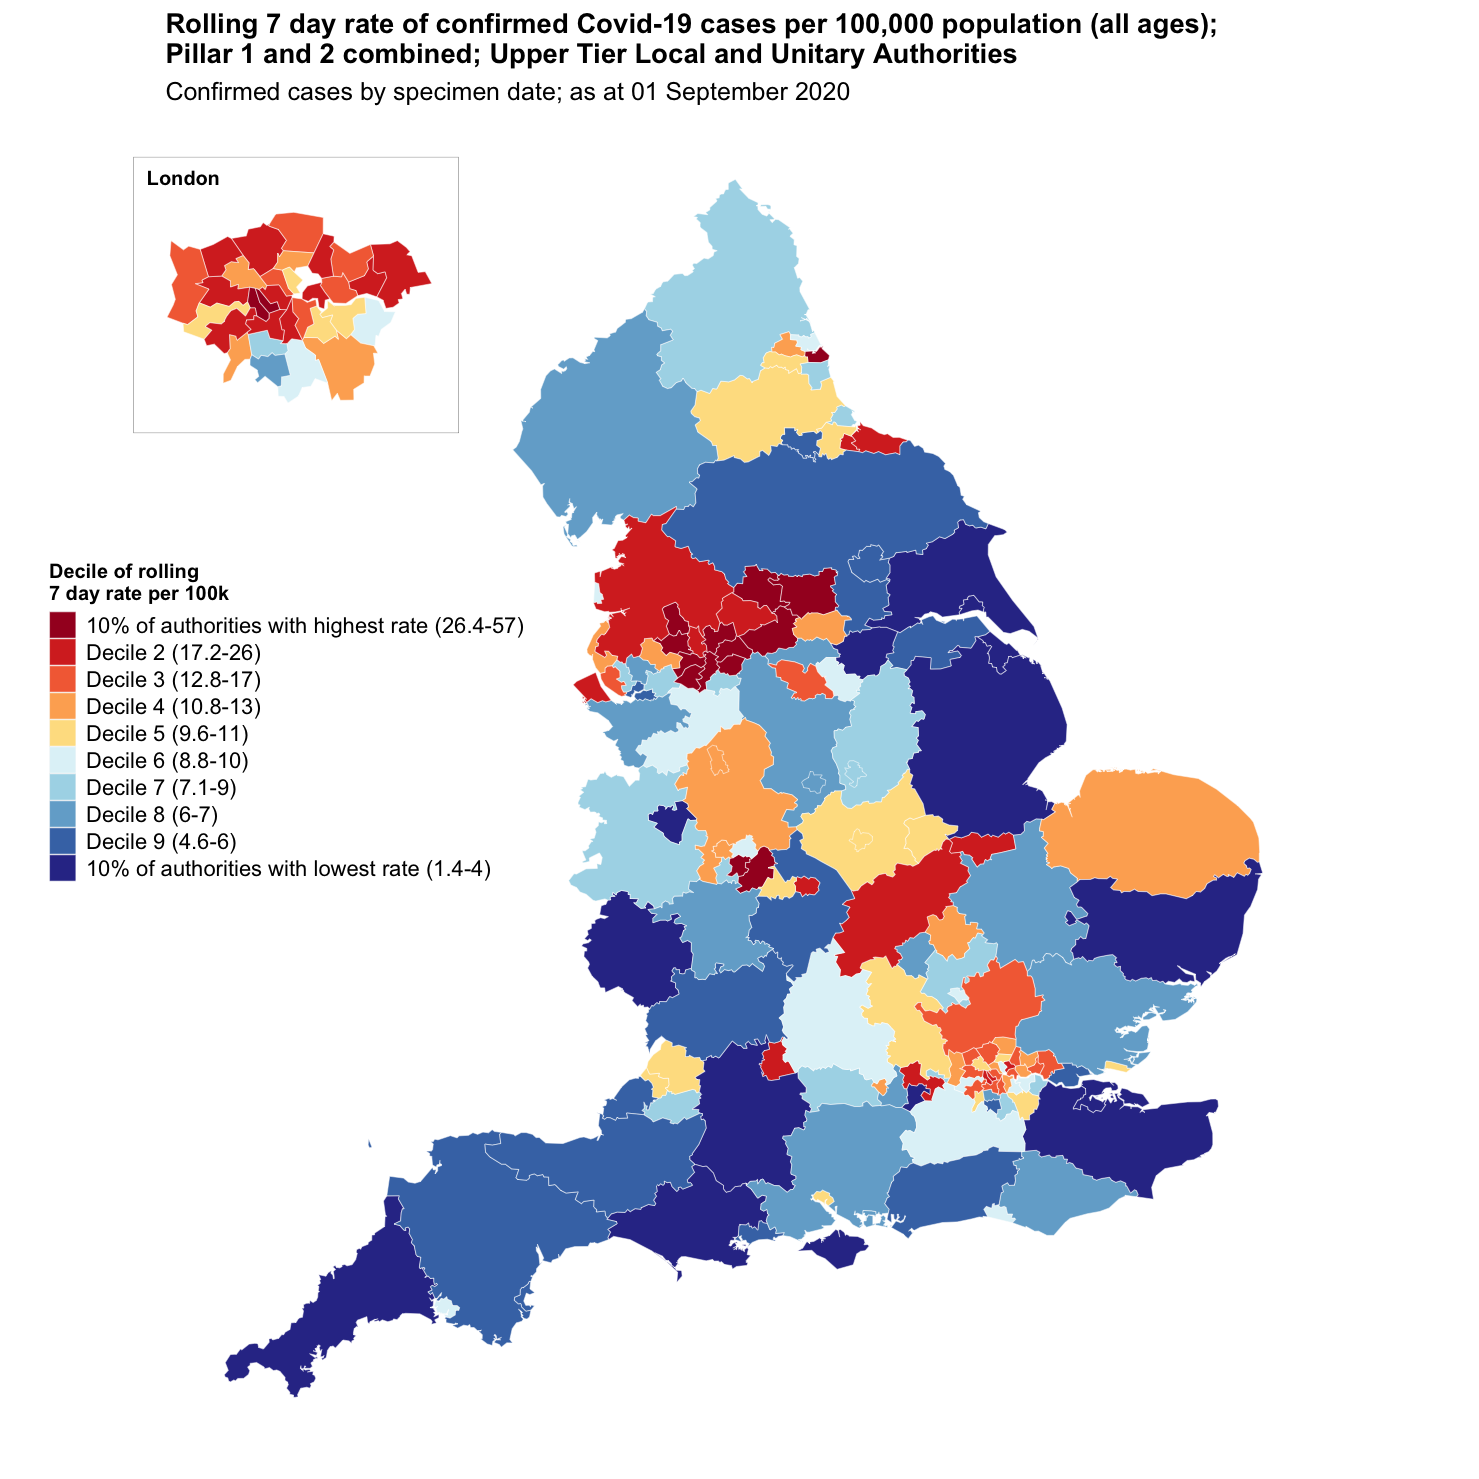 Rolling 7 day rate of confirmed Covid-19 cases per 100,000 population (all ages);
Pillar 1 and 2 combined; Upper Tier Local and Unitary Authorities
Confirmed cases by specimen date; as at 01 September 2020
London
Decile of rolling
7 day rate per 100k
10% of authorities with highest rate (26.4-57)
Decile 2 (17.2-26)
Decile 3 (12.8-17)
Decile 4 (10.8-13)
Decile 5 (9.6-11)
Decile 6 (8.8-10)
Decile 7 (7.1-9)
Decile 8 (6-7)
Decile 9 (4.6-6)
10% of authorities with lowest rate (1.4-4)